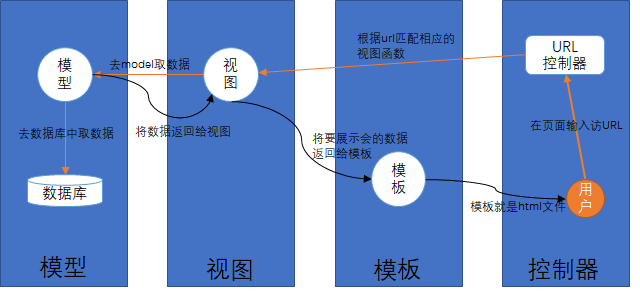 根据url匹配相应的
视图函数
URL
控制器
模
型
去model取数据
视
图
在页面输入访URL
去数据库中取数据
将数据返回给视图
将要展示会的数据
返回给模板
模
板
数据库
用
户
模板就是html文件
模型
视图
模板
控制器